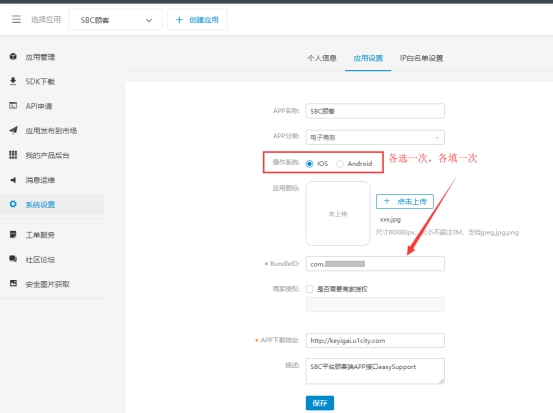 选择应用: SBC顾客 + 创建应用
应用管理
SDK下载
API申请
应用发布到市场
我的产品后台
消息运维
系统设置
工单服务
社区论坛
安全图片获取
个人信息 应用设置 IP白名单设置
APP名称: SBC顾客
APP分类: 电子商务
操作系统: IOS Android
各选一次，各填一次
应用图标: 未上传
+ 点击上传
xxx.jpg
尺寸80X80px，大小不超过3M，支持jpeg,jpg,png
* BundleID: com.
商家授权: 是否需要商家授权
* APP下载地址: http://keyigai.u1city.com
描述: SBC平台顾客端APP接口easySupport
保存